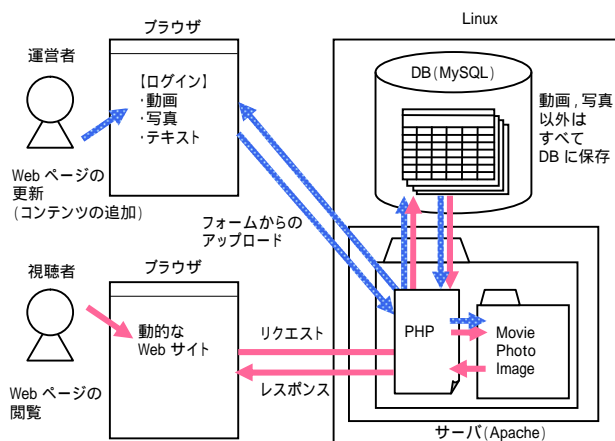 ブラウザ
運営者
【ログイン】
・動画
・写真
・テキスト
Web ページの
更新
(コンテンツの追加)
フォームからの
アップロード
Linux
DB(MySQL)
動画,写真
以外は
すべて
DB に保存
視聴者
ブラウザ
動的な
Web サイト
Web ページの
閲覧
リクエスト
レスポンス
PHP
Movie
Photo
Image
サーバ(Apache)